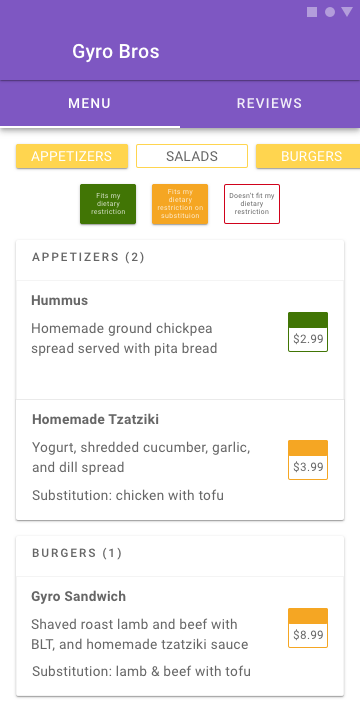 Gyro Bros
MENU
REVIEWS
APPETIZERS
SALADS
BURGERS
Fits my
dietary
restriction
Fits my
dietary
restriction on
substituion
Doesn't fit my
dietary
restriction
APPETIZERS (2)
Hummus
Homemade ground chickpea
spread served with pita bread
$2.99
Homemade Tzatziki
Yogurt, shredded cucumber, garlic,
and dill spread
$3.99
Substitution: chicken with tofu
BURGERS (1)
Gyro Sandwich
Shaved roast lamb and beef with
BLT, and homemade tzatziki sauce
$8.99
Substitution: lamb & beef with tofu